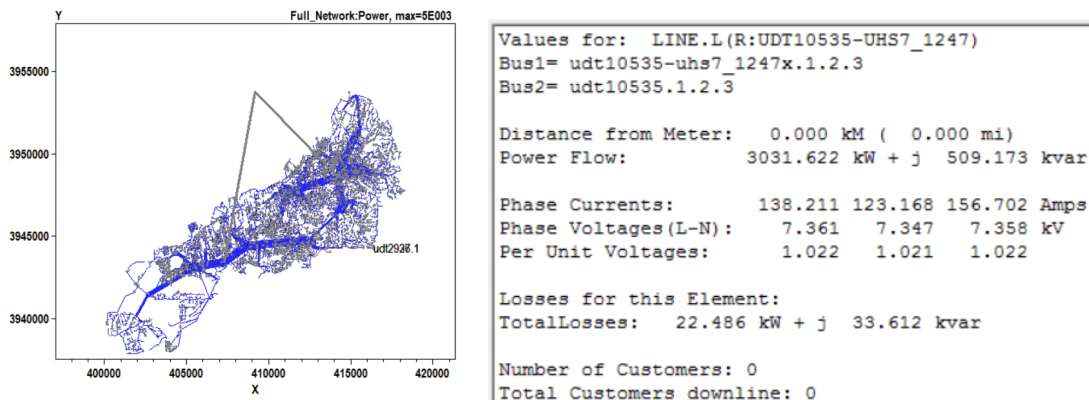 Y
Full_Network:Power, max=5E003
3955000
3950000
3945000
3940000
400000 405000 410000 415000 420000
X
Values for: LINE.L(R:UDT10535-UHS7_1247)
Bus1= udt10535-uhs7_1247x.1.2.3
Bus2= udt10535.1.2.3
Distance from Meter: 0.000 kM ( 0.000 mi)
Power Flow: 3031.622 kW + j 509.173 kvar
Phase Currents: 138.211 123.168 156.702 Amps
Phase Voltages(L-N): 7.361 7.347 7.358 kV
Per Unit Voltages: 1.022 1.021 1.022
Losses for this Element:
TotalLosses: 22.486 kW + j 33.612 kvar
Number of Customers: 0
Total Customers downline: 0